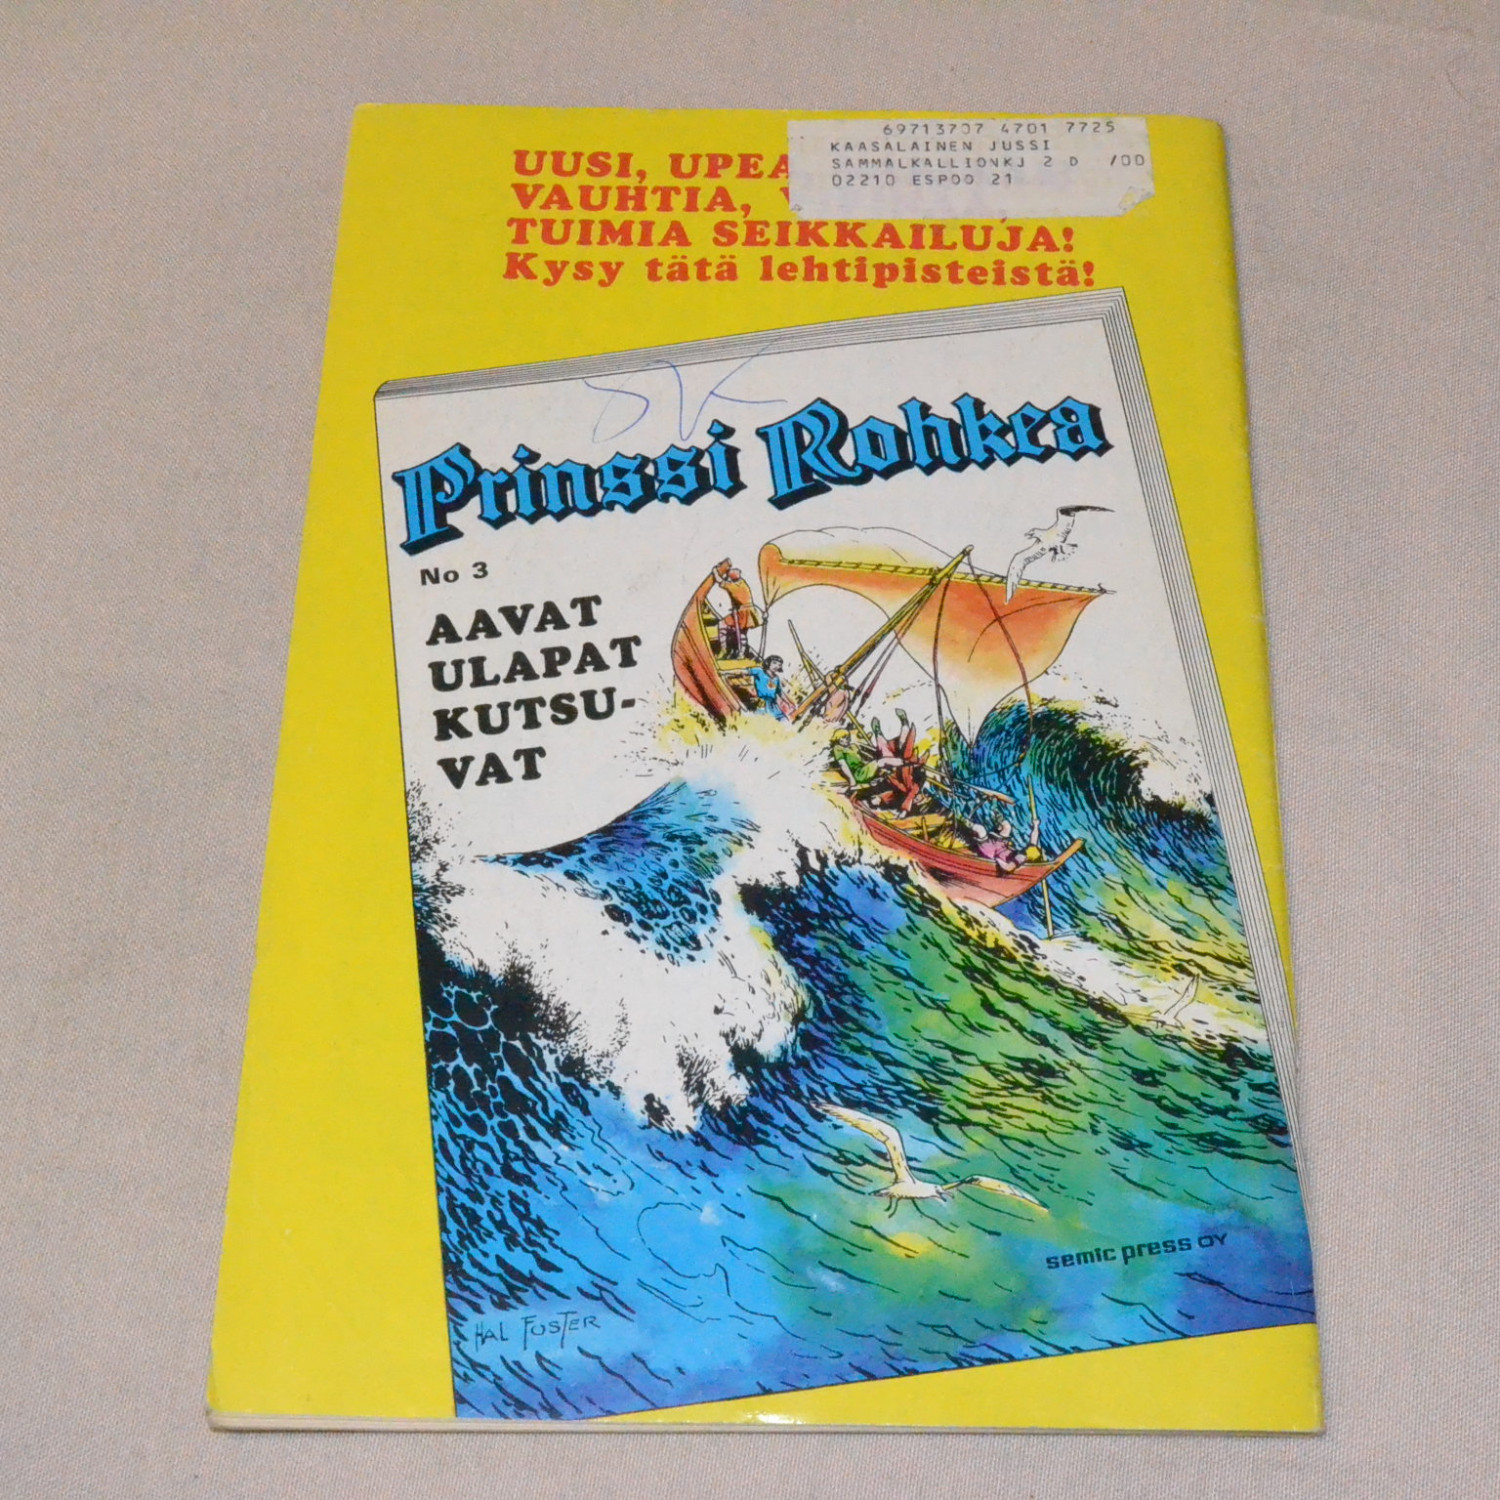 69713707 4701 7725
KAASALAINEN JUSSI
SAMMALKALLIONKJ 2 D /00
02210 ESPOO 21
UUSI, UPEA
VAUHTIA,
TUIMIA SEIKKAILUJA!
Kysy tätä lehtipisteistä!
Prinssi Rohkea
No 3
AAVAT
ULAPAT
KUTSU-
VAT
semic press OY
HAL FOSTER